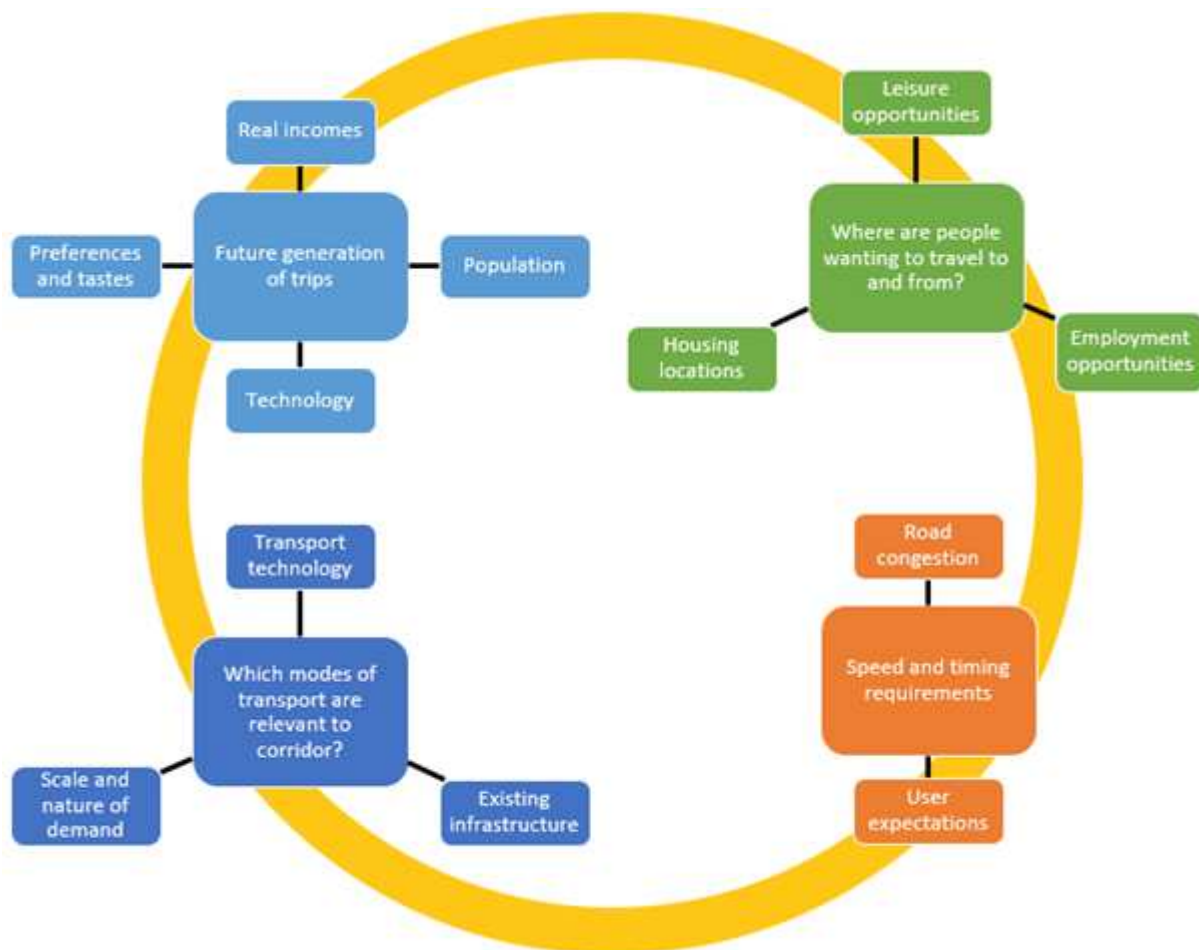 Real incomes
Preferences
and tastes
Future generation
of trips
Population
Technology
Leisure
opportunities
Where are people
wanting to travel to
and from?
Housing
locations
Employment
opportunities
Transport
technology
Which modes of
transport are
relevant to
corridor?
Scale and
nature of
demand
Existing
infrastructure
Road
congestion
Speed and timing
requirements
User
expectations